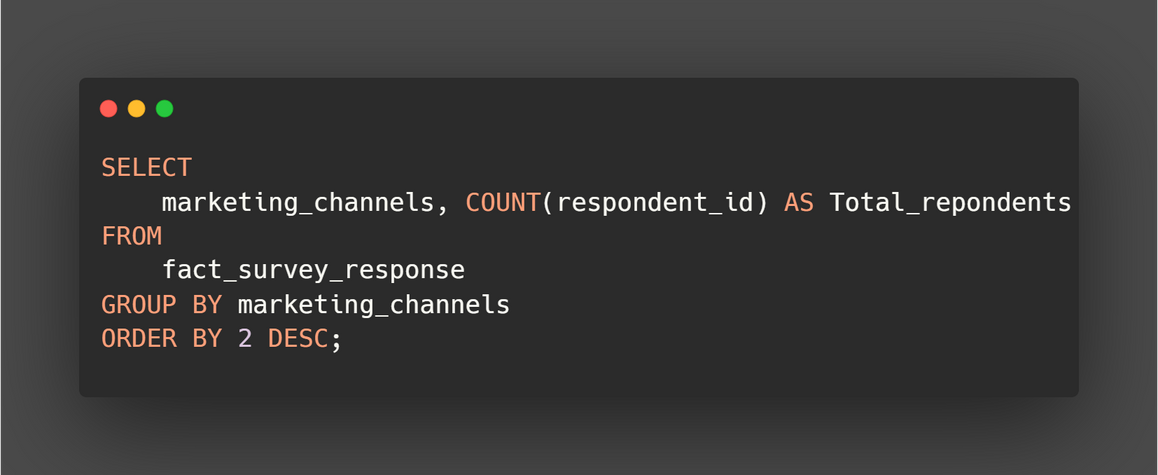 SELECT
    marketing_channels, COUNT(respondent_id) AS Total_repondents
FROM
    fact_survey_response
GROUP BY marketing_channels
ORDER BY 2 DESC;